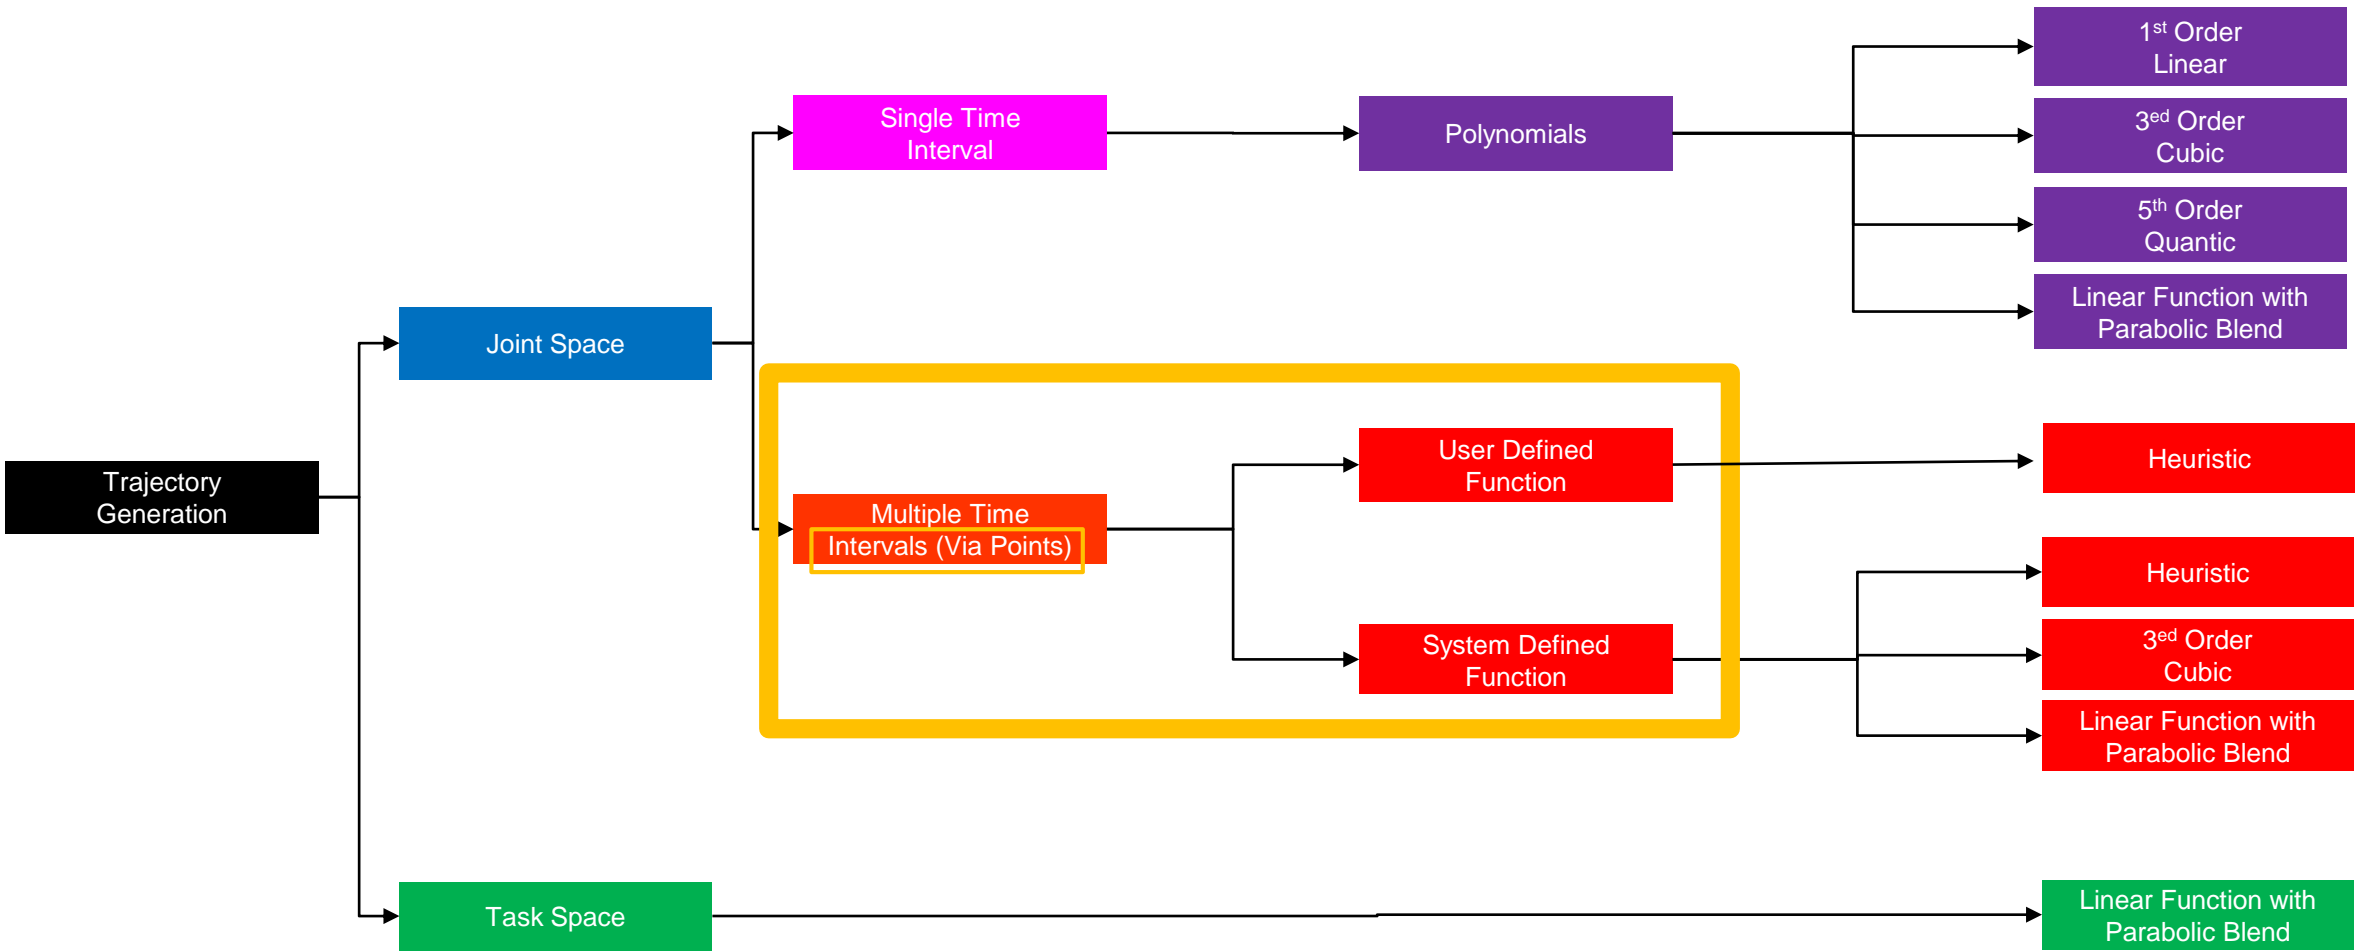 Trajectory
Generation
Joint Space
Single Time
Interval
Polynomials
1st Order
Linear
3ed Order
Cubic
5th Order
Quantic
Linear Function with
Parabolic Blend
Multiple Time
Intervals (Via Points)
User Defined
Function
Heuristic
System Defined
Function
Heuristic
3ed Order
Cubic
Linear Function with
Parabolic Blend
Task Space
Linear Function with
Parabolic Blend